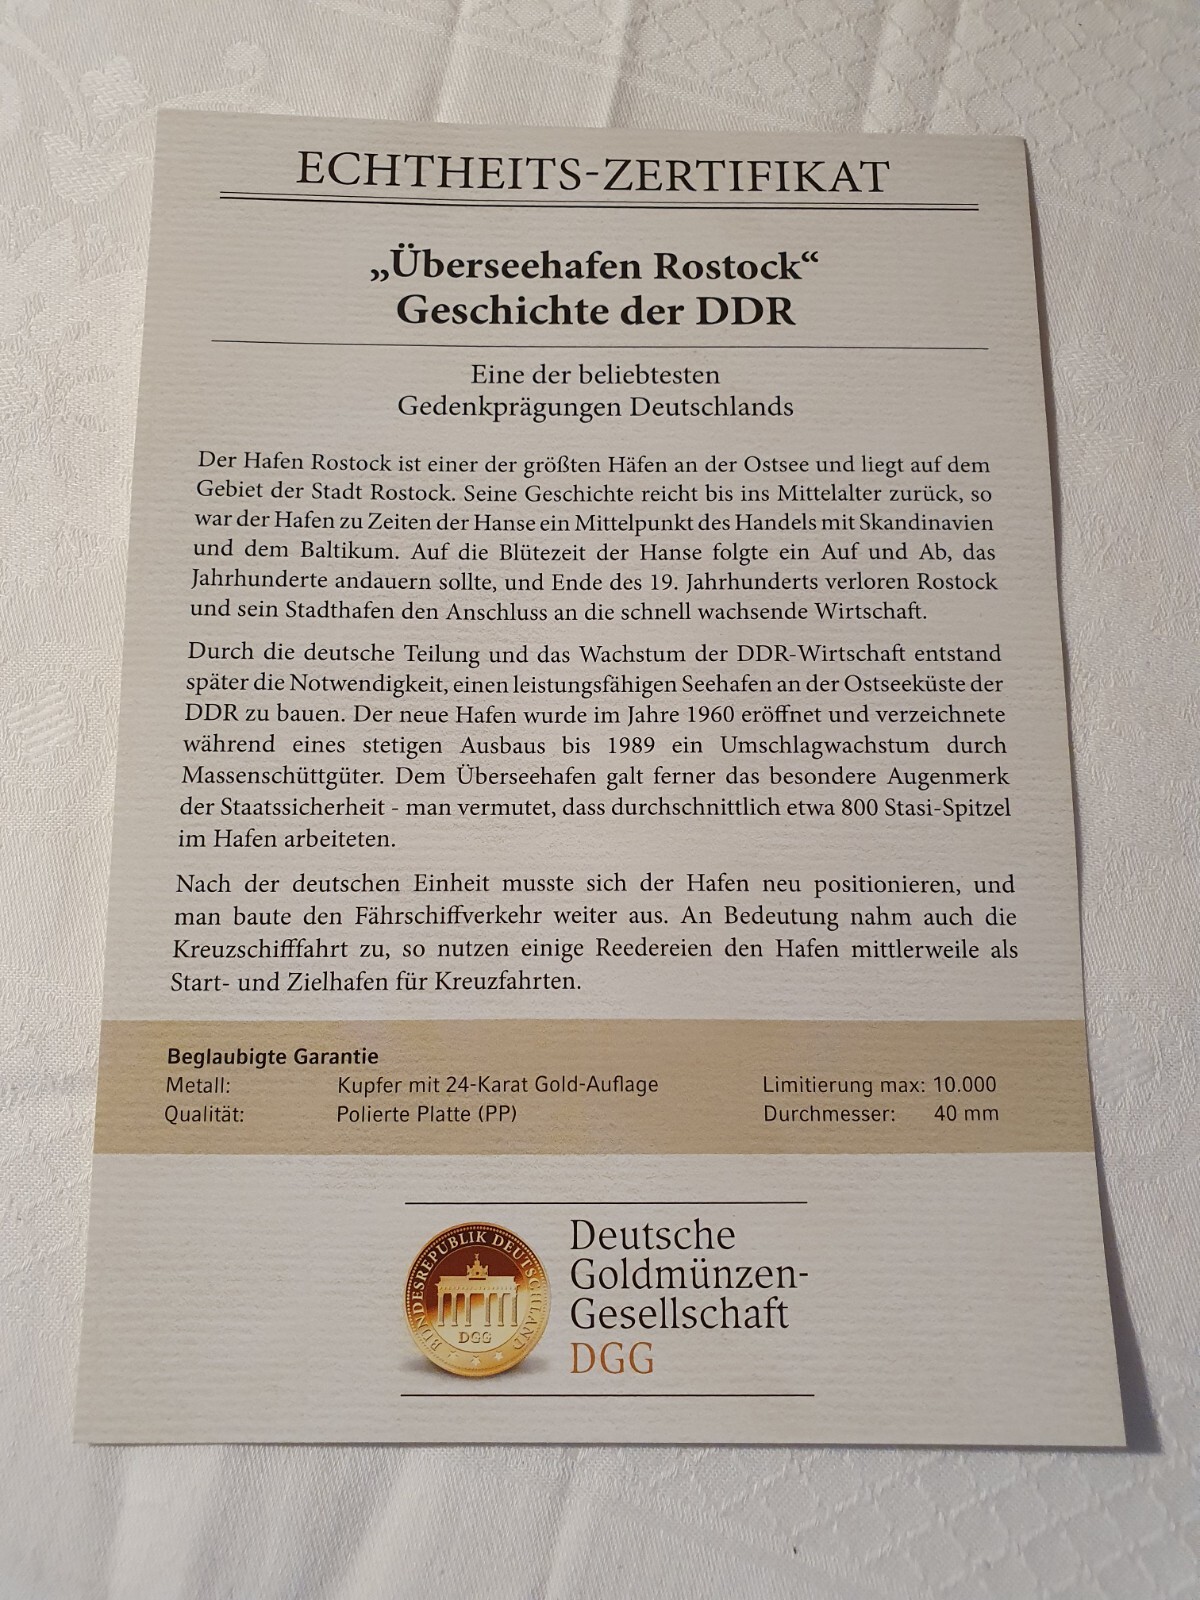 ECHTHEITS-ZERTIFIKAT
„Überseehafen Rostock“
Geschichte der DDR
Eine der beliebtesten
Gedenkprägungen Deutschlands
Der Hafen Rostock ist einer der größten Häfen an der Ostsee und liegt auf dem
Gebiet der Stadt Rostock. Seine Geschichte reicht bis ins Mittelalter zurück, so
war der Hafen zu Zeiten der Hanse ein Mittelpunkt des Handels mit Skandinavien
und dem Baltikum. Auf die Blütezeit der Hanse folgte ein Auf und Ab, das
Jahrhunderte andauern sollte, und Ende des 19. Jahrhunderts verloren Rostock
und sein Stadthafen den Anschluss an die schnell wachsende Wirtschaft.
Durch die deutsche Teilung und das Wachstum der DDR-Wirtschaft entstand
später die Notwendigkeit, einen leistungsfähigen Seehafen an der Ostseeküste der
DDR zu bauen. Der neue Hafen wurde im Jahre 1960 eröffnet und verzeichnete
während eines stetigen Ausbaus bis 1989 ein Umschlagwachstum durch
Massenschüttgüter. Dem Überseehafen galt ferner das besondere Augenmerk
der Staatssicherheit - man vermutet, dass durchschnittlich etwa 800 Stasi-Spitzel
im Hafen arbeiteten.
Nach der deutschen Einheit musste sich der Hafen neu positionieren, und
man baute den Fährschiffverkehr weiter aus. An Bedeutung nahm auch die
Kreuzschifffahrt zu, so nutzen einige Reedereien den Hafen mittlerweile als
Start- und Zielhafen für Kreuzfahrten.
Beglaubigte Garantie
Metall: Kupfer mit 24-Karat Gold-Auflage Limitierung max: 10.000
Qualität: Polierte Platte (PP) Durchmesser: 40 mm
BUNDESREPUBLIK DEUTSCHLAND
DGG
Deutsche
Goldmünzen-
Gesellschaft
DGG